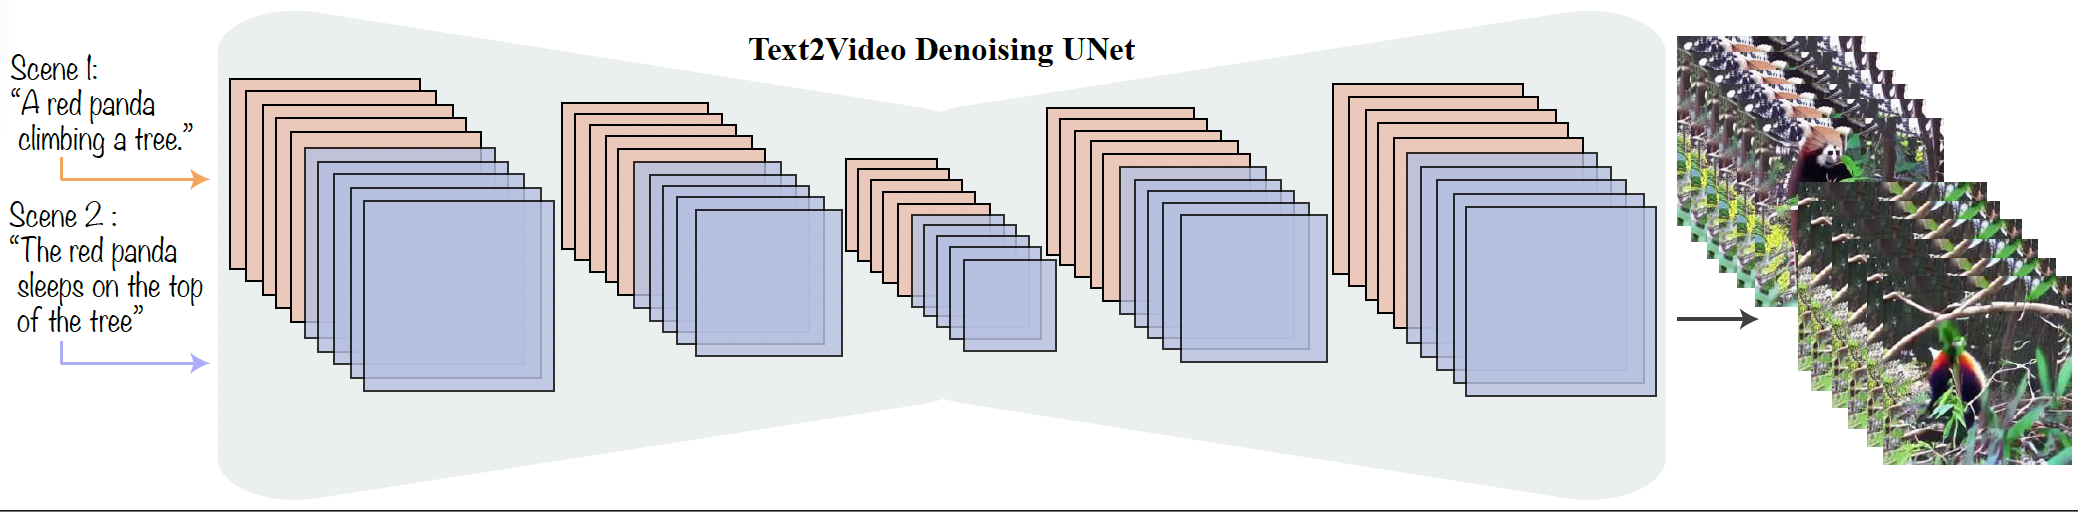 Text2Video Denoising UNet
Scene 1:
“A red panda
climbing a tree.”
Scene 2 :
“The red panda
sleeps on the top
of the tree”